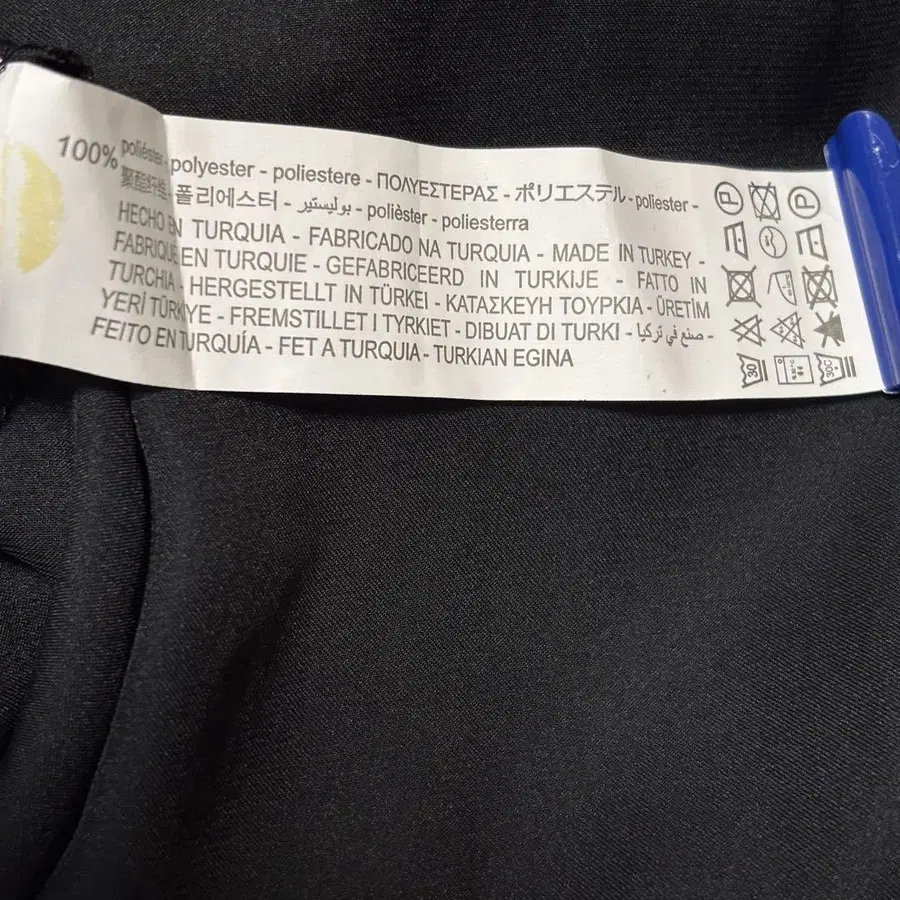 100% poliéster - polyester - poliestere - ΠΟΛΥΕΣΤΕΡΑΣ - ポリエステル - poliester -
聚酯纤维 - 폴리에스터 - بوليستير - polièster - poliesterra
HECHO EN TURQUIA - FABRICADO NA TURQUIA - MADE IN TURKEY -
FABRIQUE EN TURQUIE - GEFABRICEERD IN TURKIJE - FATTO IN
TURCHIA - HERGESTELLT IN TÜRKEI - ΚΑΤΑΣΚΕΥΗ ΤΟΥΡΚΙΑ - ÜRETİM
YERİ TÜRKİYE - FREMSTILLET I TYRKIET - DIBUAT DI TURKI - صنع في تركيا -
FEITO EN TURQUÍA - FET A TURQUIA - TURKIAN EGINA
P P
30 30C